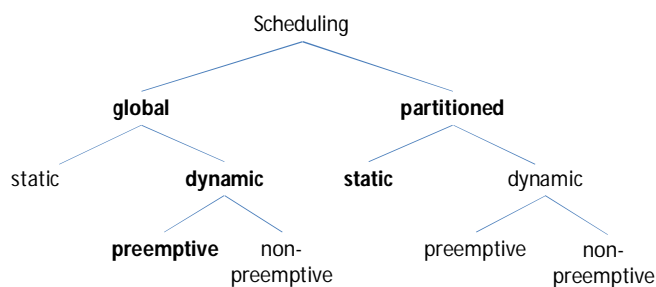 Scheduling
global
partitioned
static
dynamic
static
dynamic
preemptive
non-
preemptive
preemptive
non-
preemptive